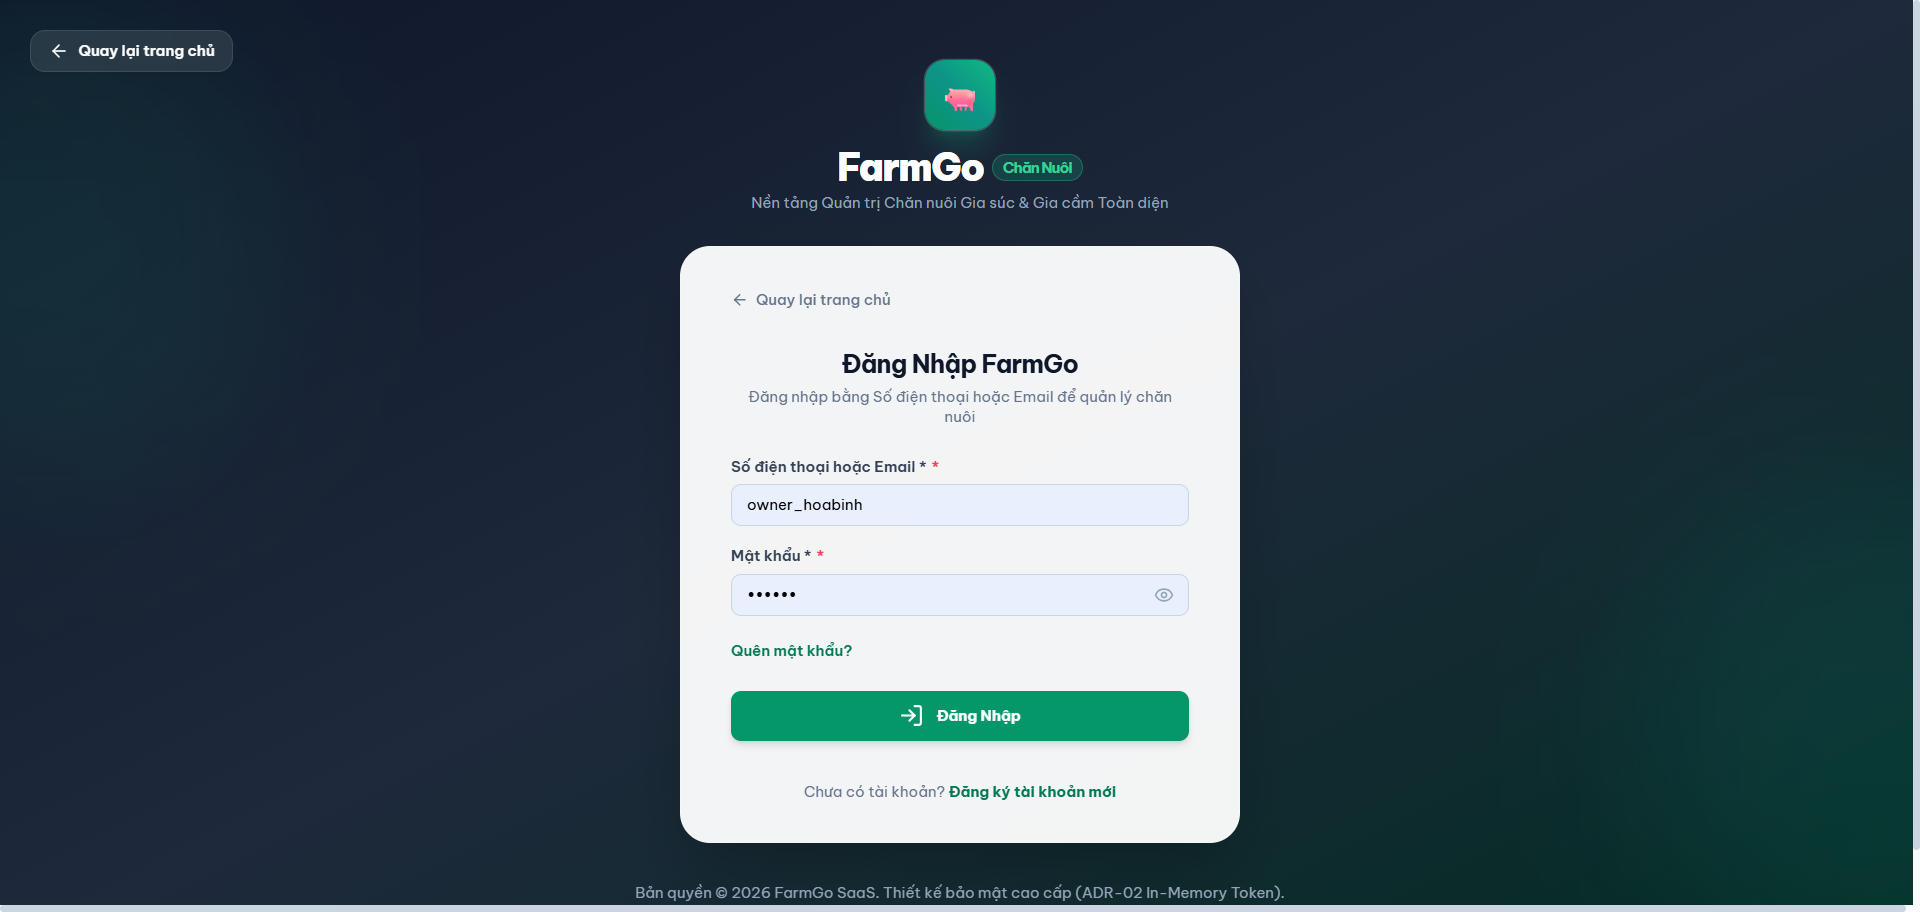 Quay lại trang chủ
FarmGo Chăn Nuôi
Nền tảng Quản trị Chăn nuôi Gia súc & Gia cầm Toàn diện
Quay lại trang chủ
Đăng Nhập FarmGo
Đăng nhập bằng Số điện thoại hoặc Email để quản lý chăn
nuôi
Số điện thoại hoặc Email * *
owner_hoabinh
Mật khẩu * *
••••••
Quên mật khẩu?
Đăng Nhập
Chưa có tài khoản? Đăng ký tài khoản mới
Bản quyền © 2026 FarmGo SaaS. Thiết kế bảo mật cao cấp (ADR-02 In-Memory Token).